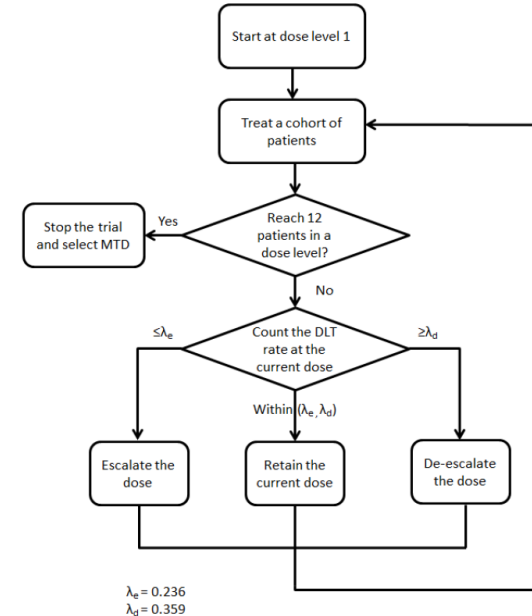 Start at dose level 1
Treat a cohort of
patients
Reach 12
patients in a
dose level?
Yes
Stop the trial
and select MTD
No
Count the DLT
rate at the
current dose
≤λe
≥λd
Within (λe, λd)
Escalate the
dose
Retain the
current dose
De-escalate
the dose
λe = 0.236
λd = 0.359